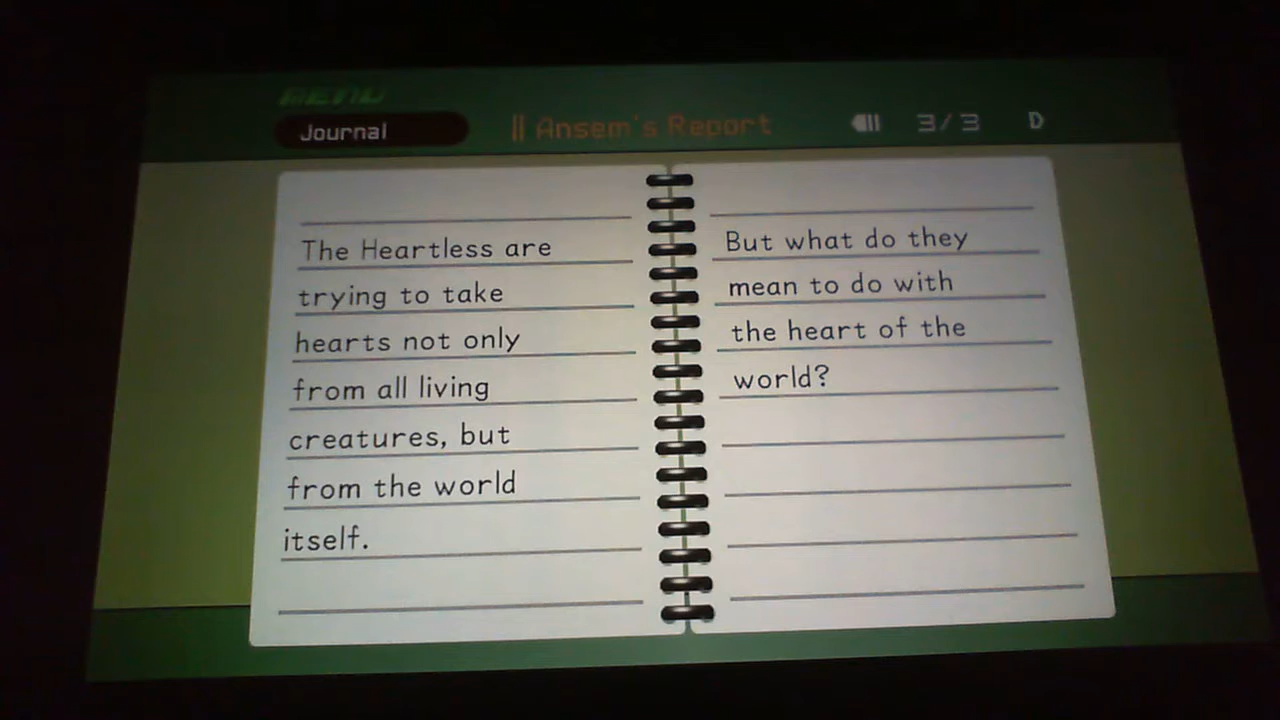 MENU
Journal
Ansem's Report
3/3
The Heartless are
trying to take
hearts not only
from all living
creatures, but
from the world
itself.
But what do they
mean to do with
the heart of the
world?